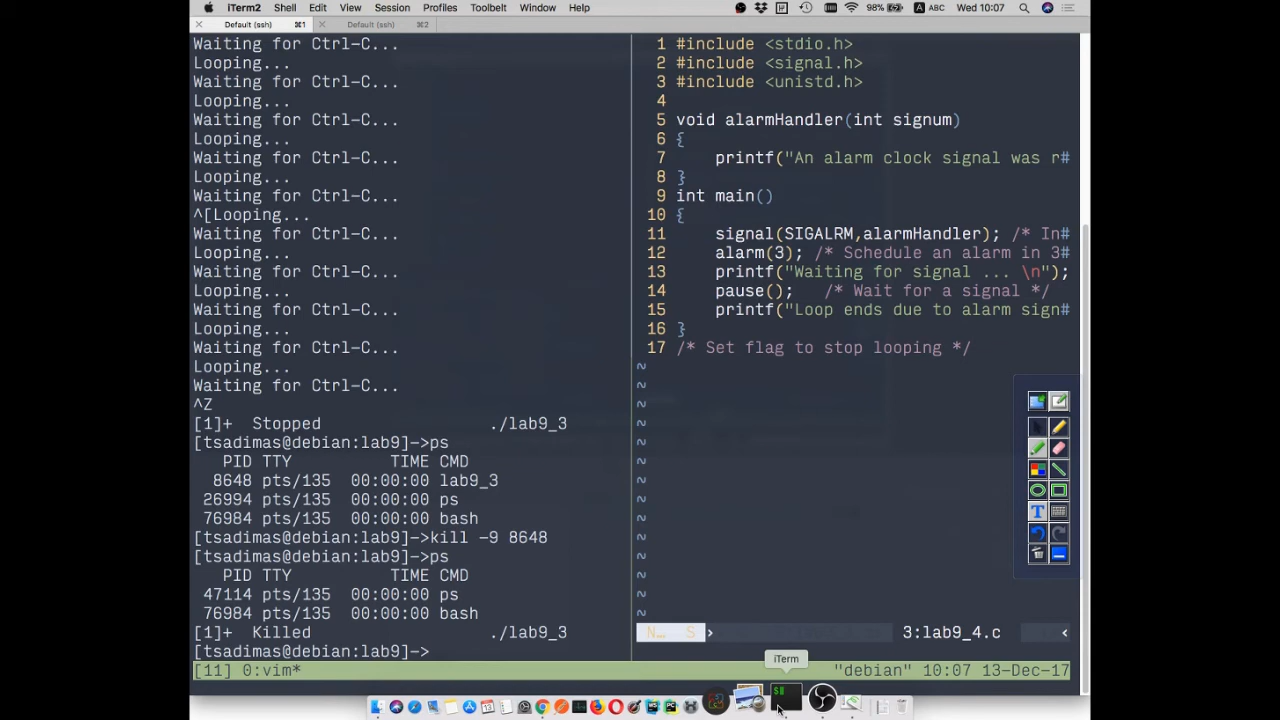 iTerm2 Shell Edit View Session Profiles Toolbelt Window Help 98% ABC Wed 10:07
Default (ssh) ⌘1 Default (ssh) ⌘2
Waiting for Ctrl-C...
Looping...
Waiting for Ctrl-C...
Looping...
Waiting for Ctrl-C...
Looping...
Waiting for Ctrl-C...
Looping...
Waiting for Ctrl-C...
^[Looping...
Waiting for Ctrl-C...
Looping...
Waiting for Ctrl-C...
Looping...
Waiting for Ctrl-C...
Looping...
Waiting for Ctrl-C...
Looping...
Waiting for Ctrl-C...
^Z
[1]+ Stopped ./lab9_3
[tsadimas@debian:lab9]->ps
PID TTY TIME CMD
8648 pts/135 00:00:00 lab9_3
26994 pts/135 00:00:00 ps
76984 pts/135 00:00:00 bash
[tsadimas@debian:lab9]->kill -9 8648
[tsadimas@debian:lab9]->ps
PID TTY TIME CMD
47114 pts/135 00:00:00 ps
76984 pts/135 00:00:00 bash
[1]+ Killed ./lab9_3
[tsadimas@debian:lab9]->
1 #include <stdio.h>
2 #include <signal.h>
3 #include <unistd.h>
4
5 void alarmHandler(int signum)
6 {
7 printf("An alarm clock signal was r#
8 }
9 int main()
10 {
11 signal(SIGALRM,alarmHandler); /* In#
12 alarm(3); /* Schedule an alarm in 3#
13 printf("Waiting for signal ... \n");
14 pause(); /* Wait for a signal */
15 printf("Loop ends due to alarm sign#
16 }
17 /* Set flag to stop looping */
~
~
~
~
~
~
~
~
~
~
~
~
~
~
N… S › 3:lab9_4.c ‹
[11] 0:vim* "debian" 10:07 13-Dec-17
iTerm